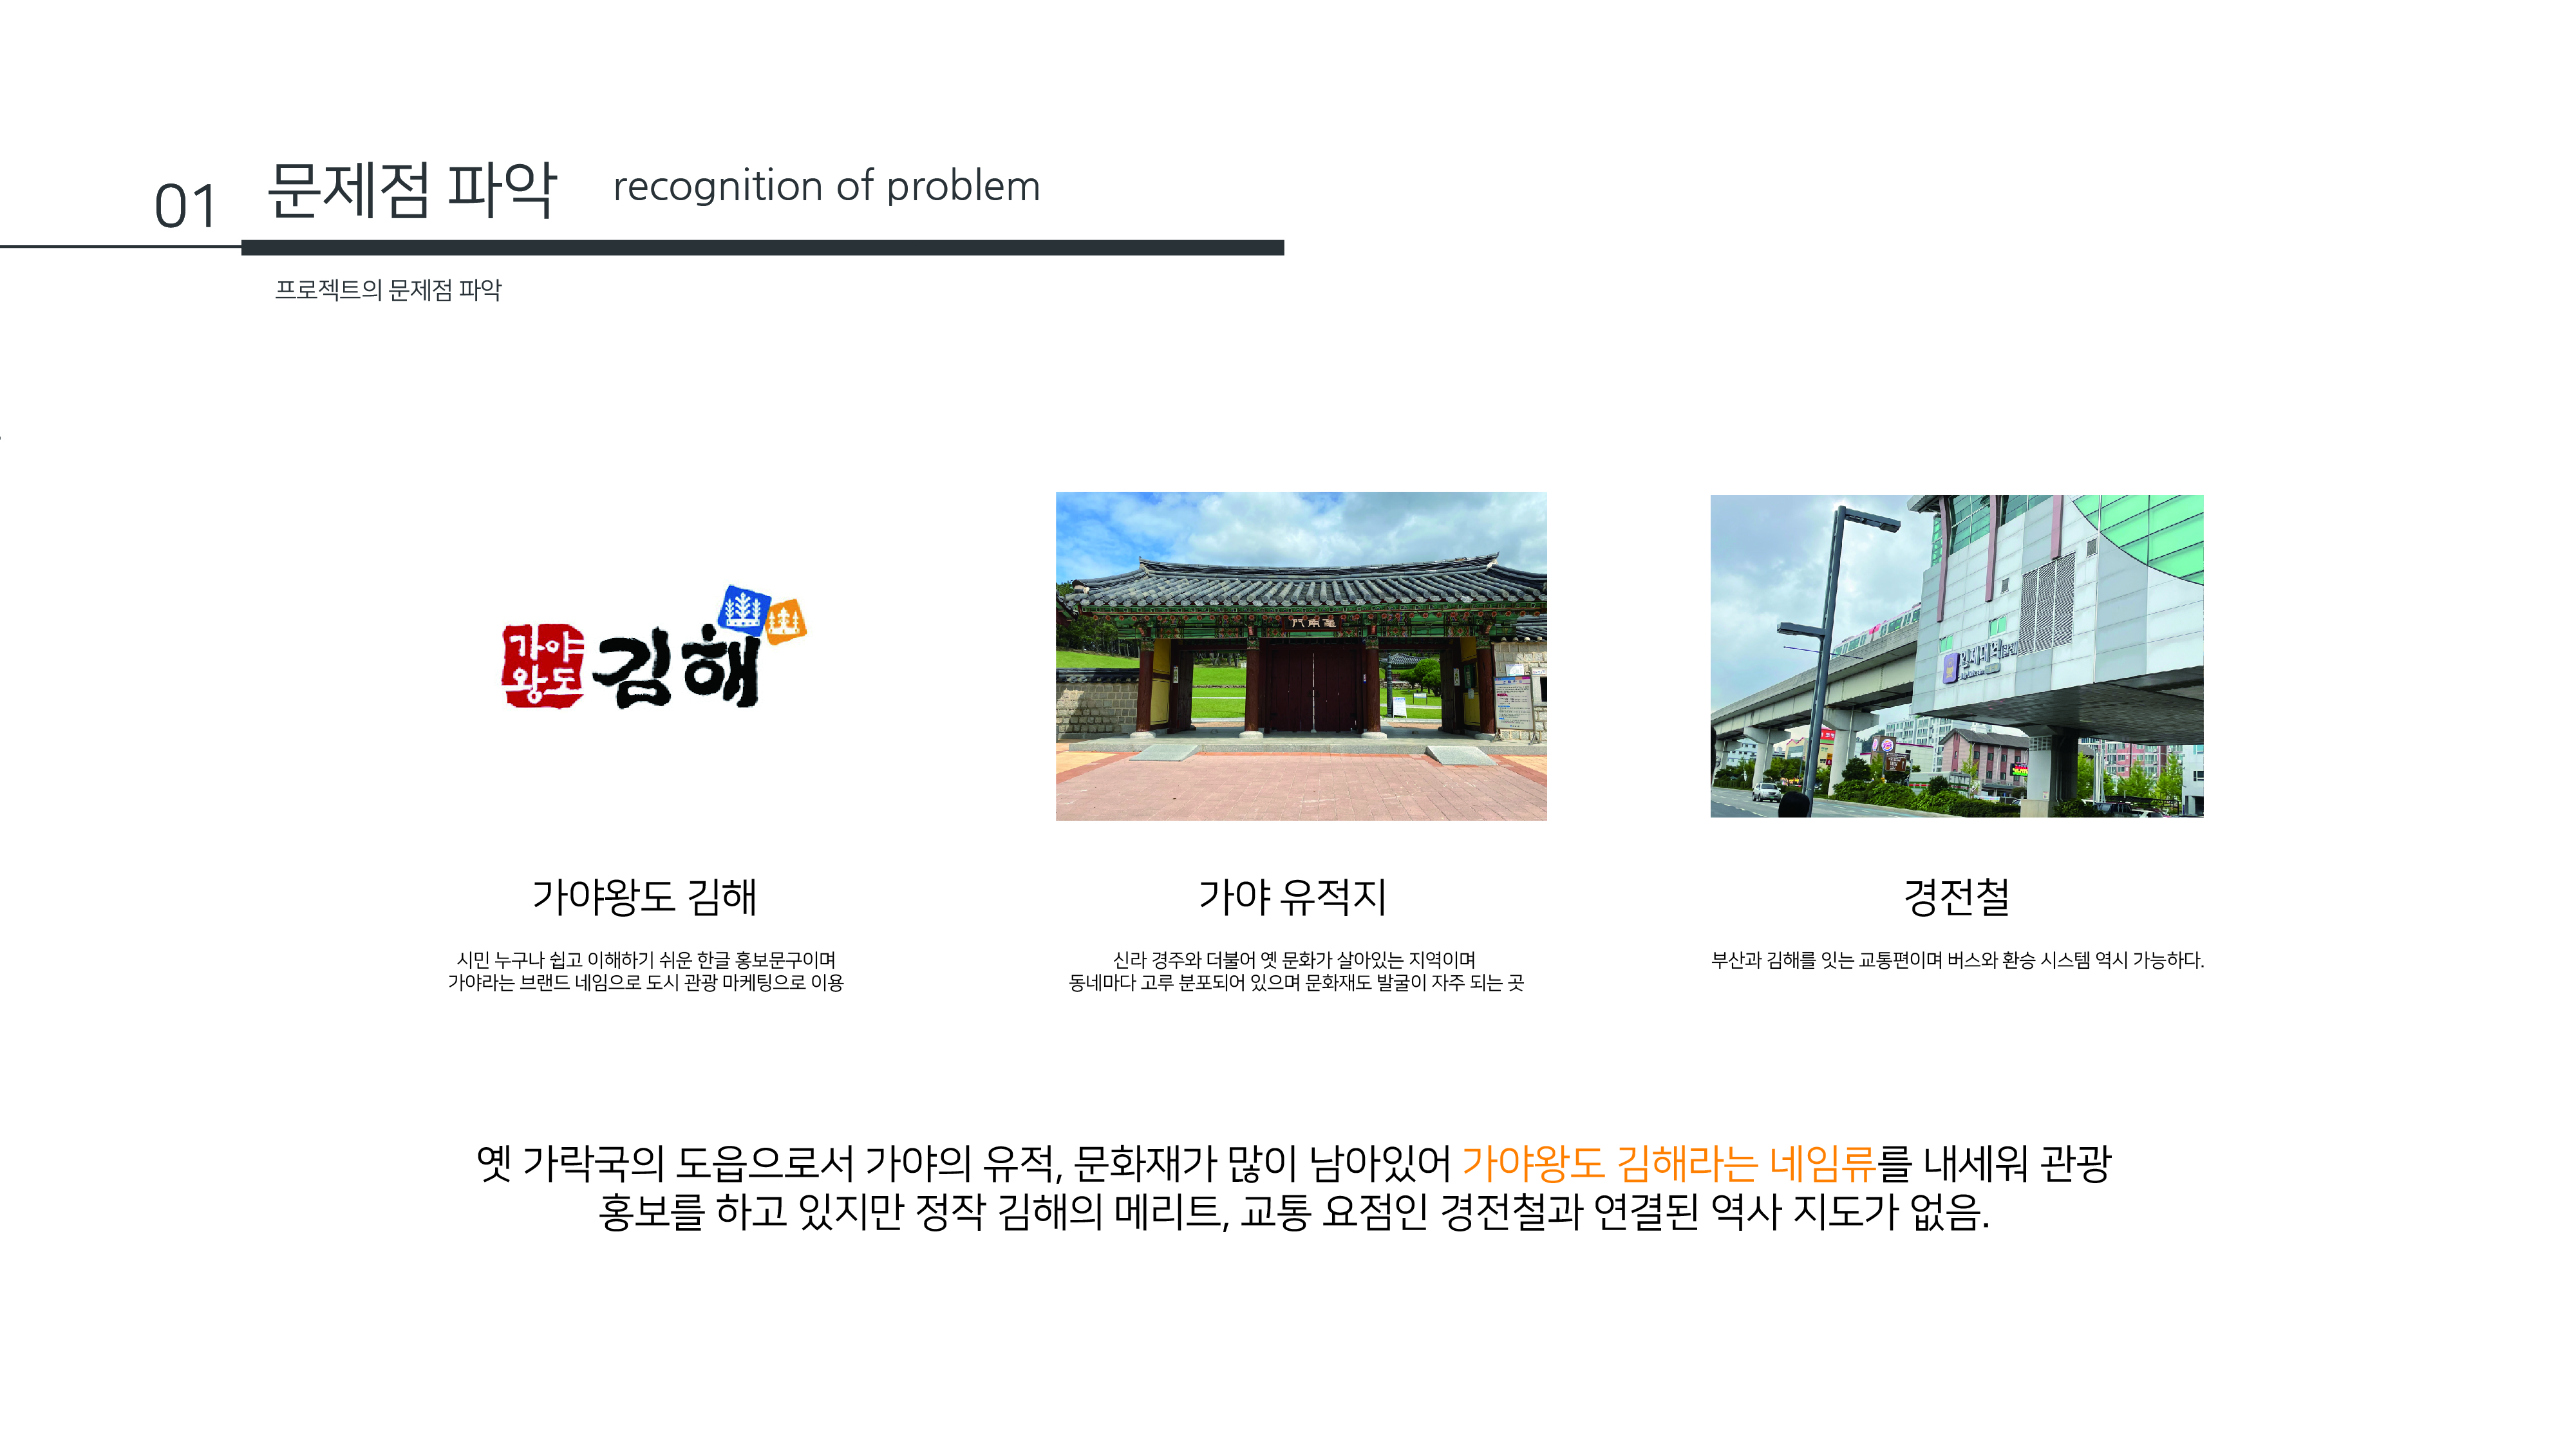 01
문제점 파악
recognition of problem
프로젝트의 문제점 파악
가야
왕도
김해
가야왕도 김해
시민 누구나 쉽고 이해하기 쉬운 한글 홍보문구이며
가야라는 브랜드 네임으로 도시 관광 마케팅으로 이용
가야 유적지
신라 경주와 더불어 옛 문화가 살아있는 지역이며
동네마다 고루 분포되어 있으며 문화재도 발굴이 자주 되는 곳
경전철
부산과 김해를 잇는 교통편이며 버스와 환승 시스템 역시 가능하다.
옛 가락국의 도읍으로서 가야의 유적, 문화재가 많이 남아있어 가야왕도 김해라는 네임류를 내세워 관광
홍보를 하고 있지만 정작 김해의 메리트, 교통 요점인 경전철과 연결된 역사 지도가 없음.